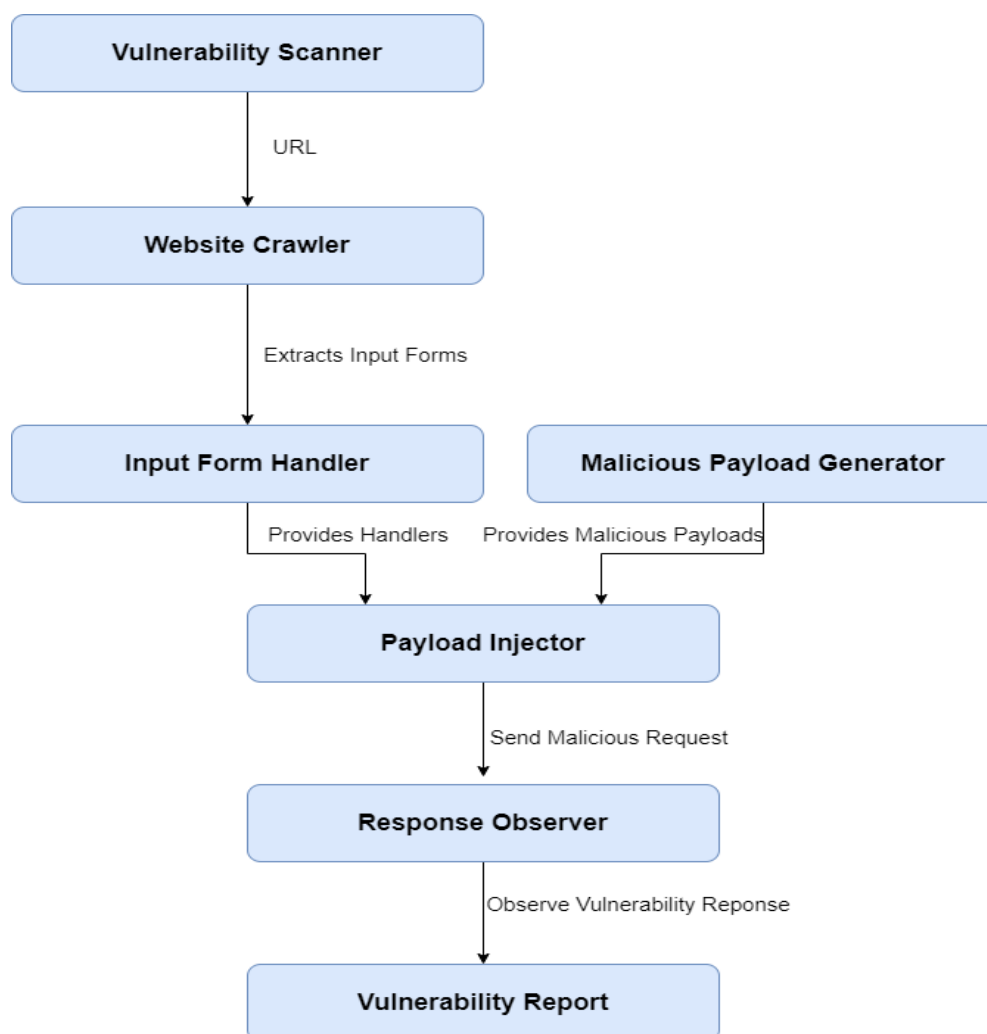 Vulnerability Scanner
URL
Website Crawler
Extracts Input Forms
Input Form Handler
Malicious Payload Generator
Provides Handlers
Provides Malicious Payloads
Payload Injector
Send Malicious Request
Response Observer
Observe Vulnerability Reponse
Vulnerability Report